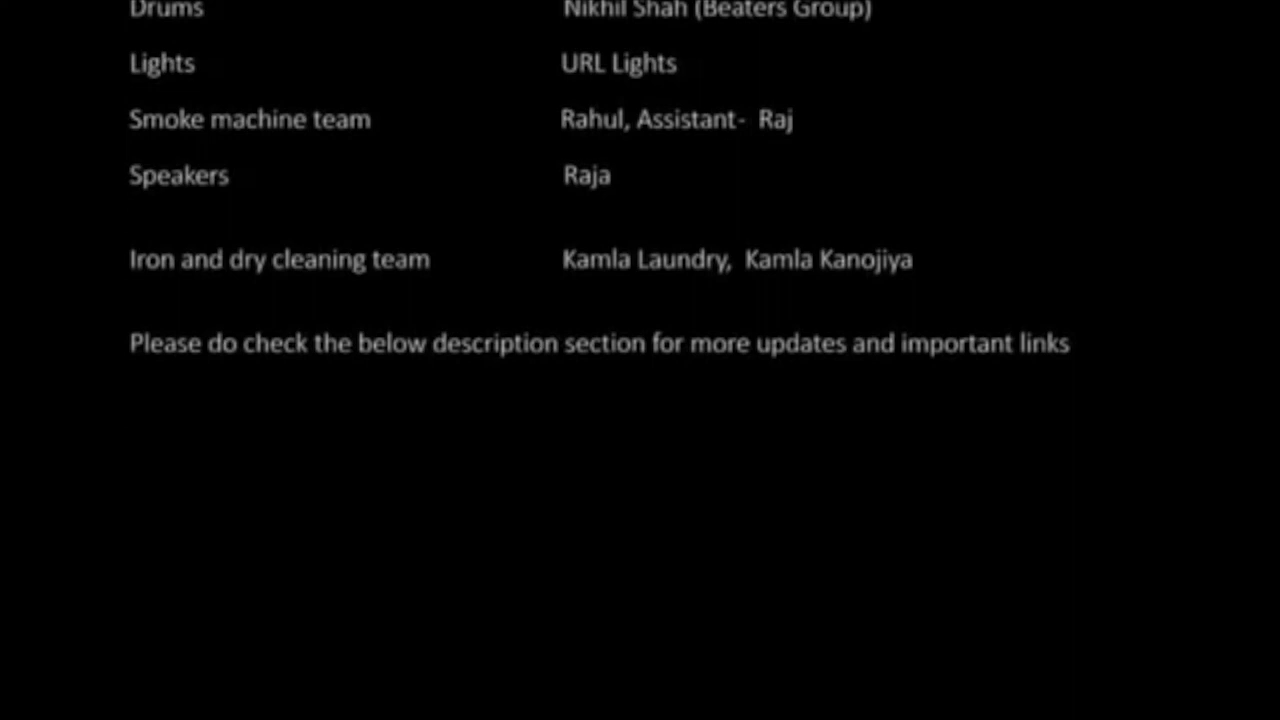 Drums Nikhil Shah (Beaters Group)
Lights URL Lights
Smoke machine team Rahul, Assistant- Raj
Speakers Raja
Iron and dry cleaning team Kamla Laundry, Kamla Kanojiya
Please do check the below description section for more updates and important links